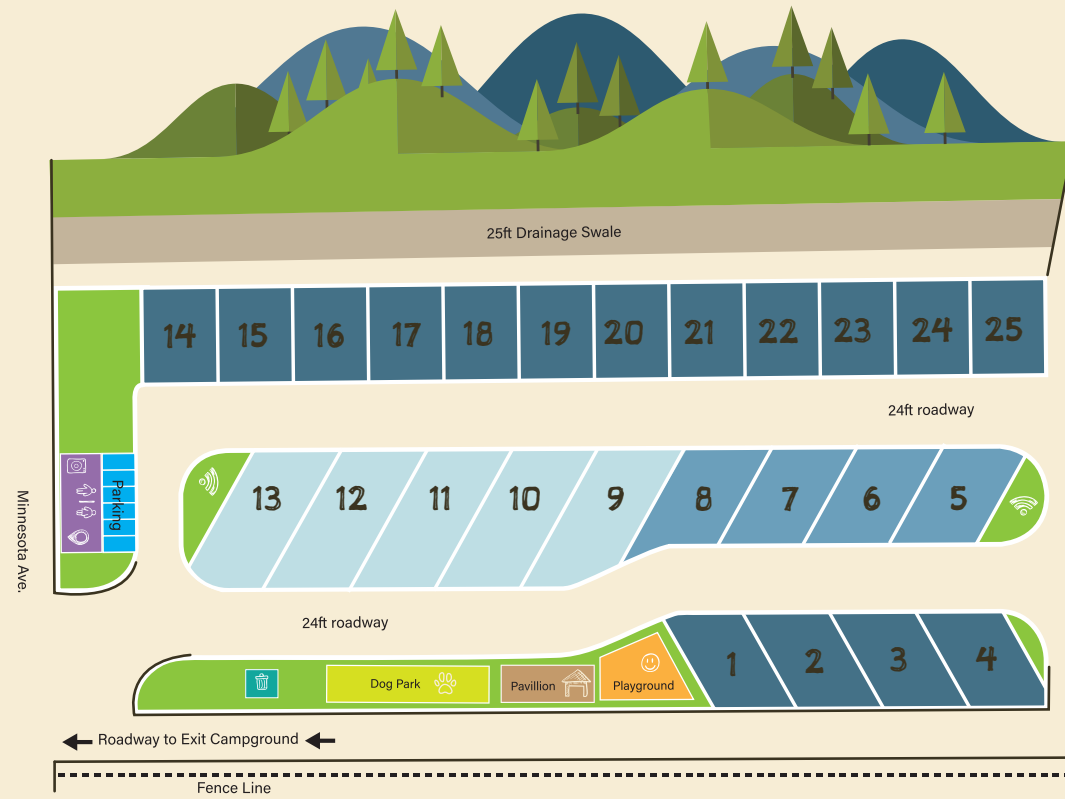 25ft Drainage Swale
14 15 16 17 18 19 20 21 22 23 24 25
24ft roadway
13 12 11 10 9 8 7 6 5
Parking
Minnesota Ave.
24ft roadway
1 2 3 4
Dog Park
Pavillion
Playground
Roadway to Exit Campground
Fence Line